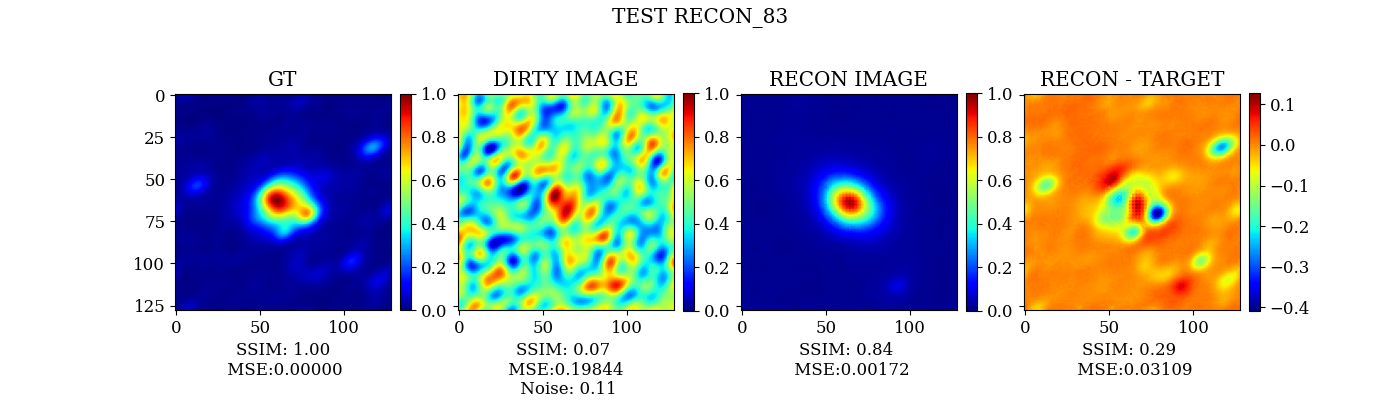 TEST RECON_83
GT
DIRTY IMAGE
RECON IMAGE
RECON - TARGET
0
25
50
75
100
125
0 50 100
1.0
0.8
0.6
0.4
0.2
0.0
0 50 100
1.0
0.8
0.6
0.4
0.2
0.0
0 50 100
1.0
0.8
0.6
0.4
0.2
0.0
0 50 100
0.1
0.0
−0.1
−0.2
−0.3
−0.4
SSIM: 1.00
MSE:0.00000
SSIM: 0.07
MSE:0.19844
Noise: 0.11
SSIM: 0.84
MSE:0.00172
SSIM: 0.29
MSE:0.03109